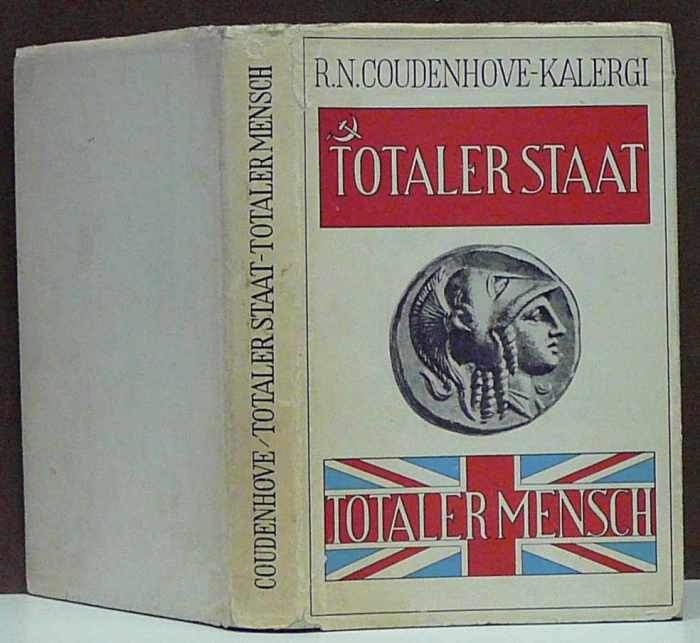 COUDENHOVE/TOTALER STAAT-TOTALER MENSCH
R.N.COUDENHOVE-KALERGI
TOTALER STAAT
TOTALER MENSCH